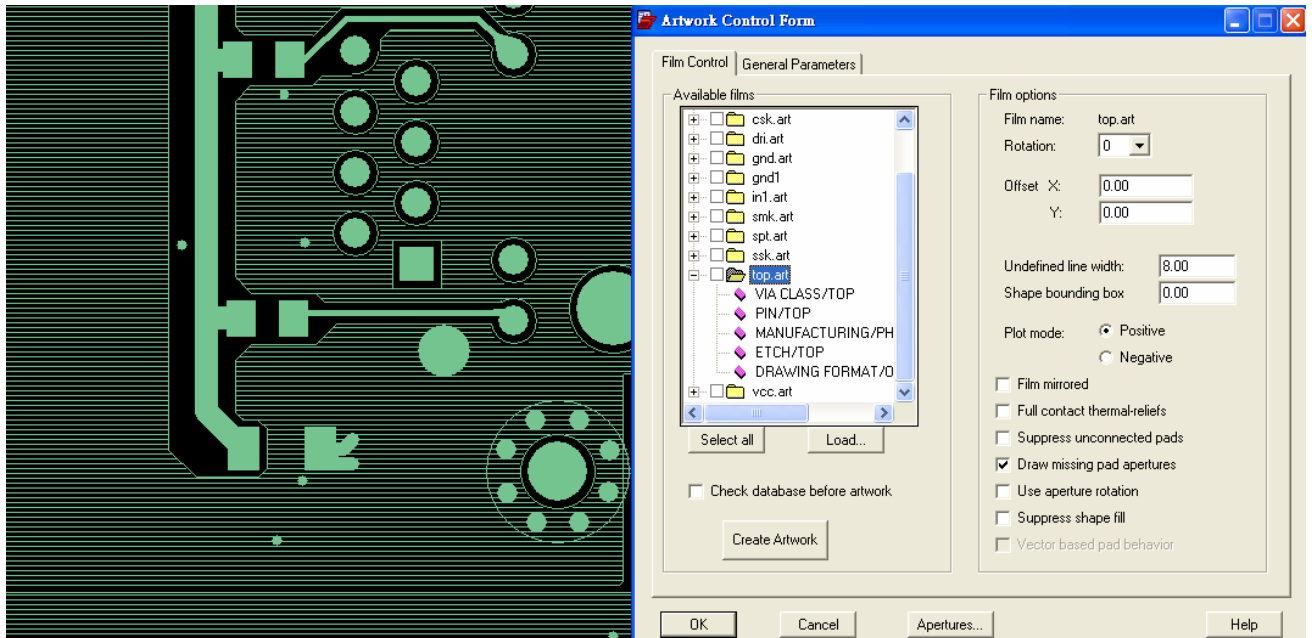 Artwork Control Form
Film Control
General Parameters
Available films
csk.art
dri.art
gnd.art
gnd1
in1.art
smk.art
spt.art
ssk.art
top.art
VIA CLASS/TOP
PIN/TOP
MANUFACTURING/PH
ETCH/TOP
DRAWING FORMAT/O
vcc.art
Select all
Load...
Check database before artwork
Create Artwork
Film options
Film name: top.art
Rotation: 0
Offset X: 0.00
Y: 0.00
Undefined line width: 8.00
Shape bounding box 0.00
Plot mode: Positive
Negative
Film mirrored
Full contact thermal-reliefs
Suppress unconnected pads
Draw missing pad apertures
Use aperture rotation
Suppress shape fill
Vector based pad behavior
OK
Cancel
Apertures...
Help